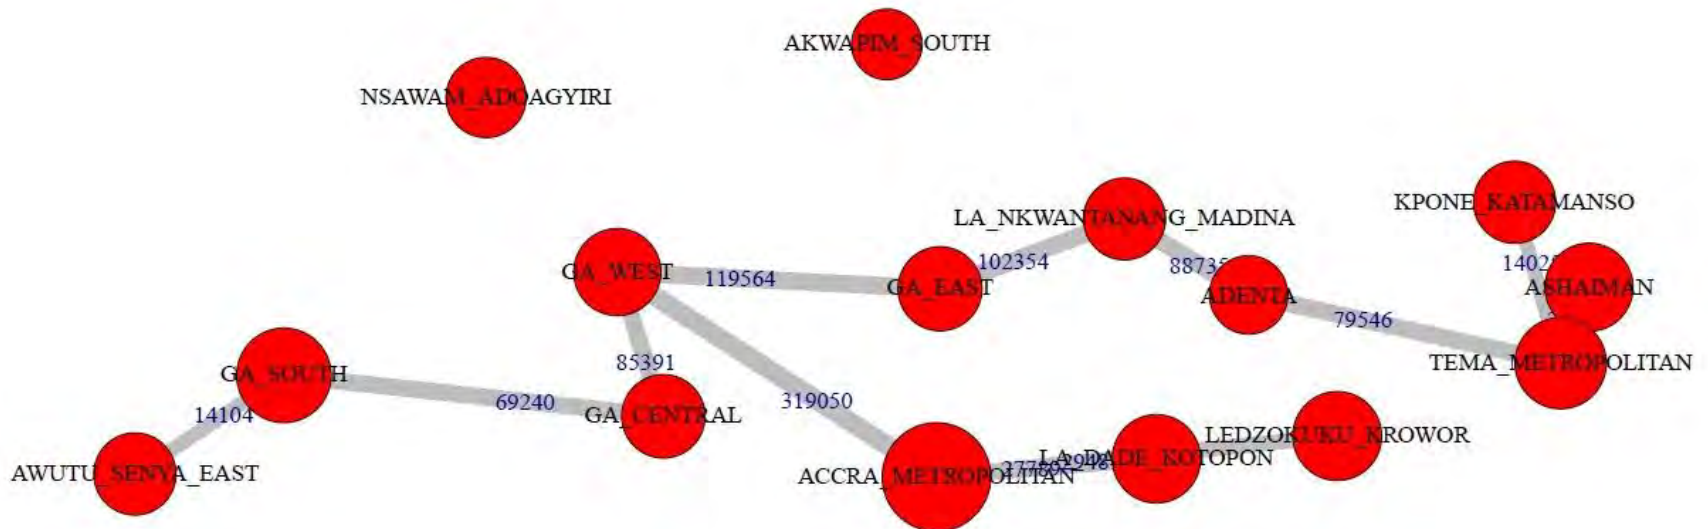 AKWAPIM_SOUTH
NSAWAM_ADOAGYIRI
KPONE_KATAMANSO
LA_NKWANTANANG_MADINA
GA_WEST
119564
102354
GA_EAST
88735
ADENTA
ASHAIMAN
79546
TEMA_METROPOLITAN
85391
GA_SOUTH
319050
69240
14104
GA_CENTRAL
LEDZOKUKU_KROWOR
LA_DADE_KOTOPON
ACCRA_METROPOLITAN
AWUTU_SENYA_EAST